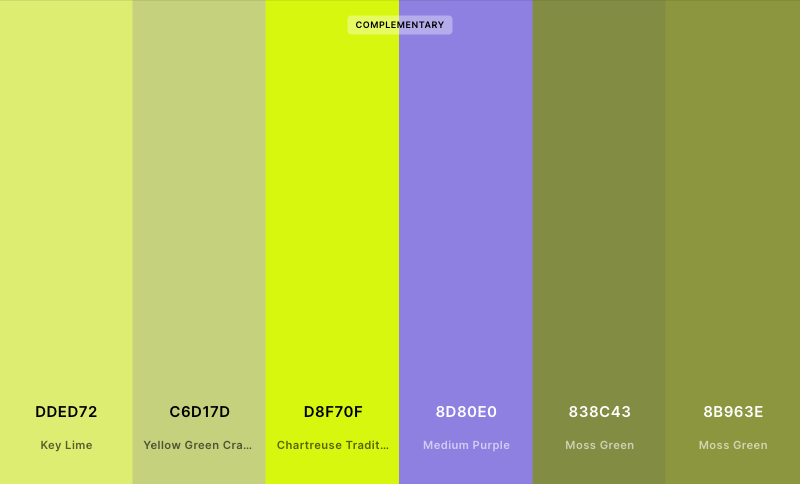 COMPLEMENTARY
DDED72
C6D17D
D8F70F
8D80E0
838C43
8B963E
Key Lime
Yellow Green Cra...
Chartreuse Tradit...
Medium Purple
Moss Green
Moss Green